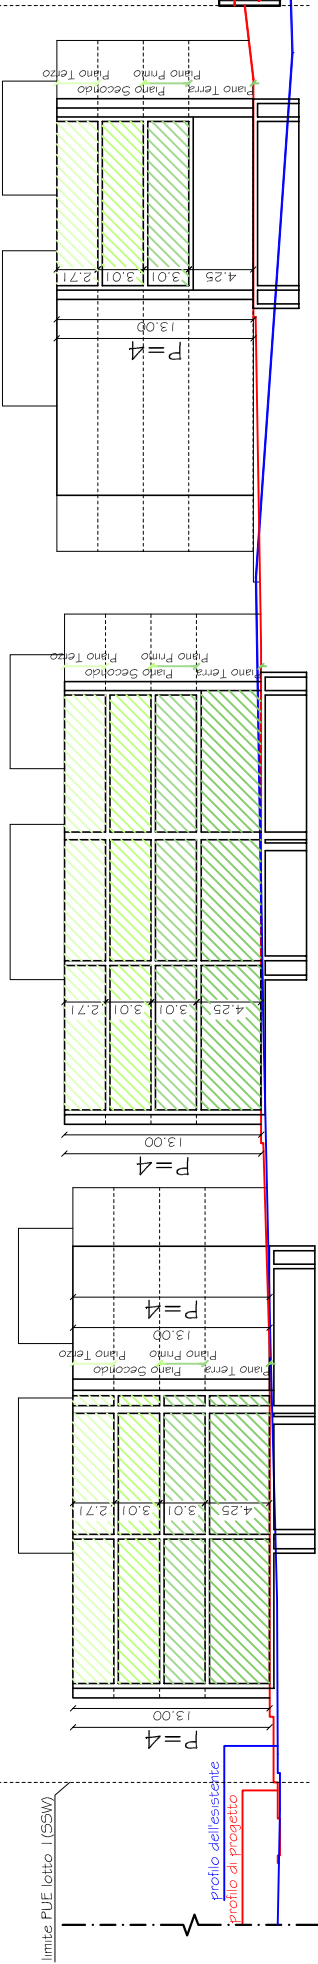 Piano Terzo
Piano Secondo
Piano Primo
Piano Terra
2.71
3.01
3.01
4.25
13.00
P=4
Piano Terzo
Piano Secondo
Piano Primo
Piano Terra
2.71
3.01
3.01
4.25
13.00
P=4
P=4
13.00
Piano Terzo
Piano Secondo
Piano Primo
Piano Terra
2.71
3.01
3.01
4.25
13.00
P=4
limite PUE lotto 1 (SSW)
profilo dell'esistente
profilo di progetto